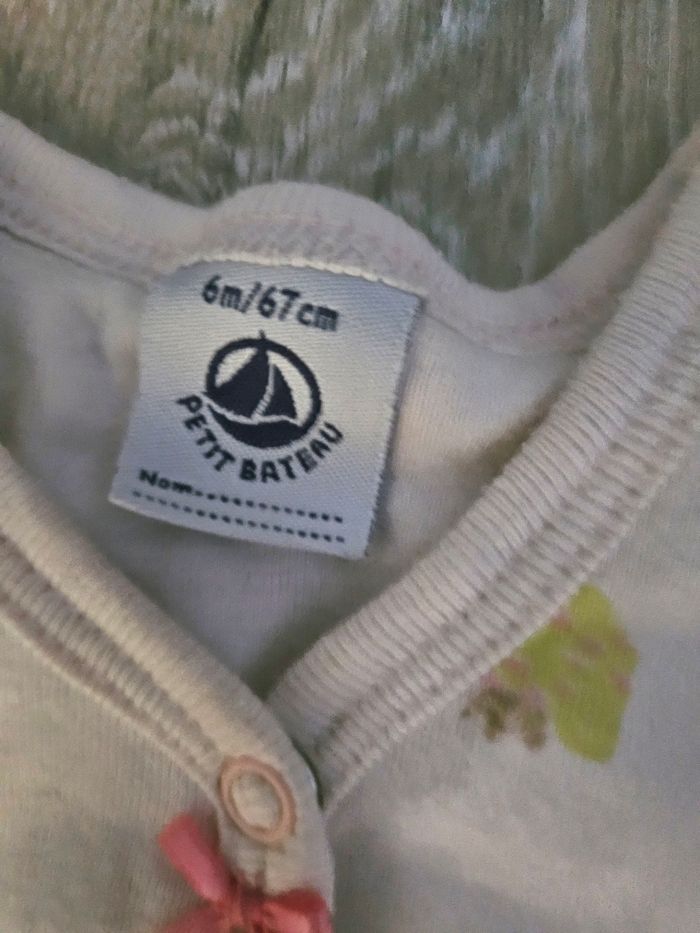 6m/67cm
PETIT BATEAU
Nom..............
......................